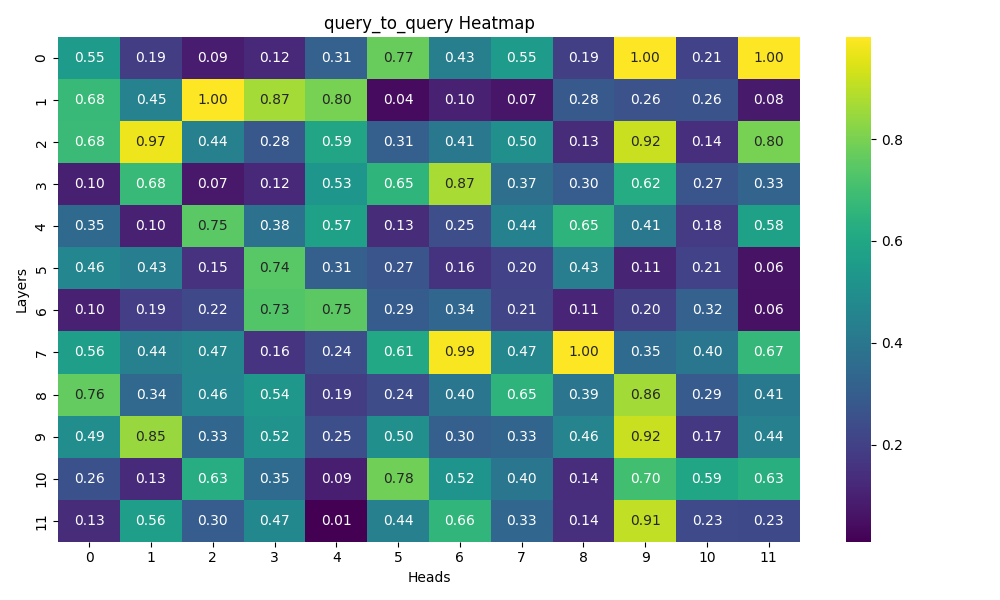 query_to_query Heatmap
0 0.55 0.19 0.09 0.12 0.31 0.77 0.43 0.55 0.19 1.00 0.21 1.00
1 0.68 0.45 1.00 0.87 0.80 0.04 0.10 0.07 0.28 0.26 0.26 0.08
2 0.68 0.97 0.44 0.28 0.59 0.31 0.41 0.50 0.13 0.92 0.14 0.80
3 0.10 0.68 0.07 0.12 0.53 0.65 0.87 0.37 0.30 0.62 0.27 0.33
4 0.35 0.10 0.75 0.38 0.57 0.13 0.25 0.44 0.65 0.41 0.18 0.58
5 0.46 0.43 0.15 0.74 0.31 0.27 0.16 0.20 0.43 0.11 0.21 0.06
6 0.10 0.19 0.22 0.73 0.75 0.29 0.34 0.21 0.11 0.20 0.32 0.06
7 0.56 0.44 0.47 0.16 0.24 0.61 0.99 0.47 1.00 0.35 0.40 0.67
8 0.76 0.34 0.46 0.54 0.19 0.24 0.40 0.65 0.39 0.86 0.29 0.41
9 0.49 0.85 0.33 0.52 0.25 0.50 0.30 0.33 0.46 0.92 0.17 0.44
10 0.26 0.13 0.63 0.35 0.09 0.78 0.52 0.40 0.14 0.70 0.59 0.63
11 0.13 0.56 0.30 0.47 0.01 0.44 0.66 0.33 0.14 0.91 0.23 0.23
0 1 2 3 4 5 6 7 8 9 10 11
Heads
Layers
0.8
0.6
0.4
0.2